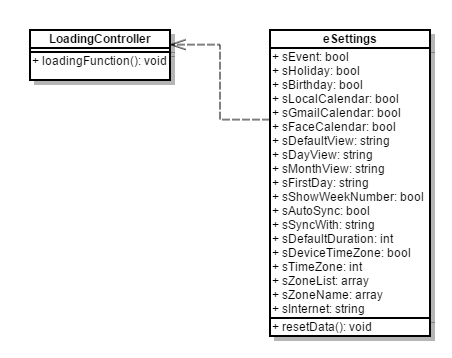 LoadingController
+ loadingFunction(): void
eSettings
+ sEvent: bool
+ sHoliday: bool
+ sBirthday: bool
+ sLocalCalendar: bool
+ sGmailCalendar: bool
+ sFaceCalendar: bool
+ sDefaultView: string
+ sDayView: string
+ sMonthView: string
+ sFirstDay: string
+ sShowWeekNumber: bool
+ sAutoSync: bool
+ sSyncWith: string
+ sDefaultDuration: int
+ sDeviceTimeZone: bool
+ sTimeZone: int
+ sZoneList: array
+ sZoneName: array
+ sInternet: string
+ resetData(): void